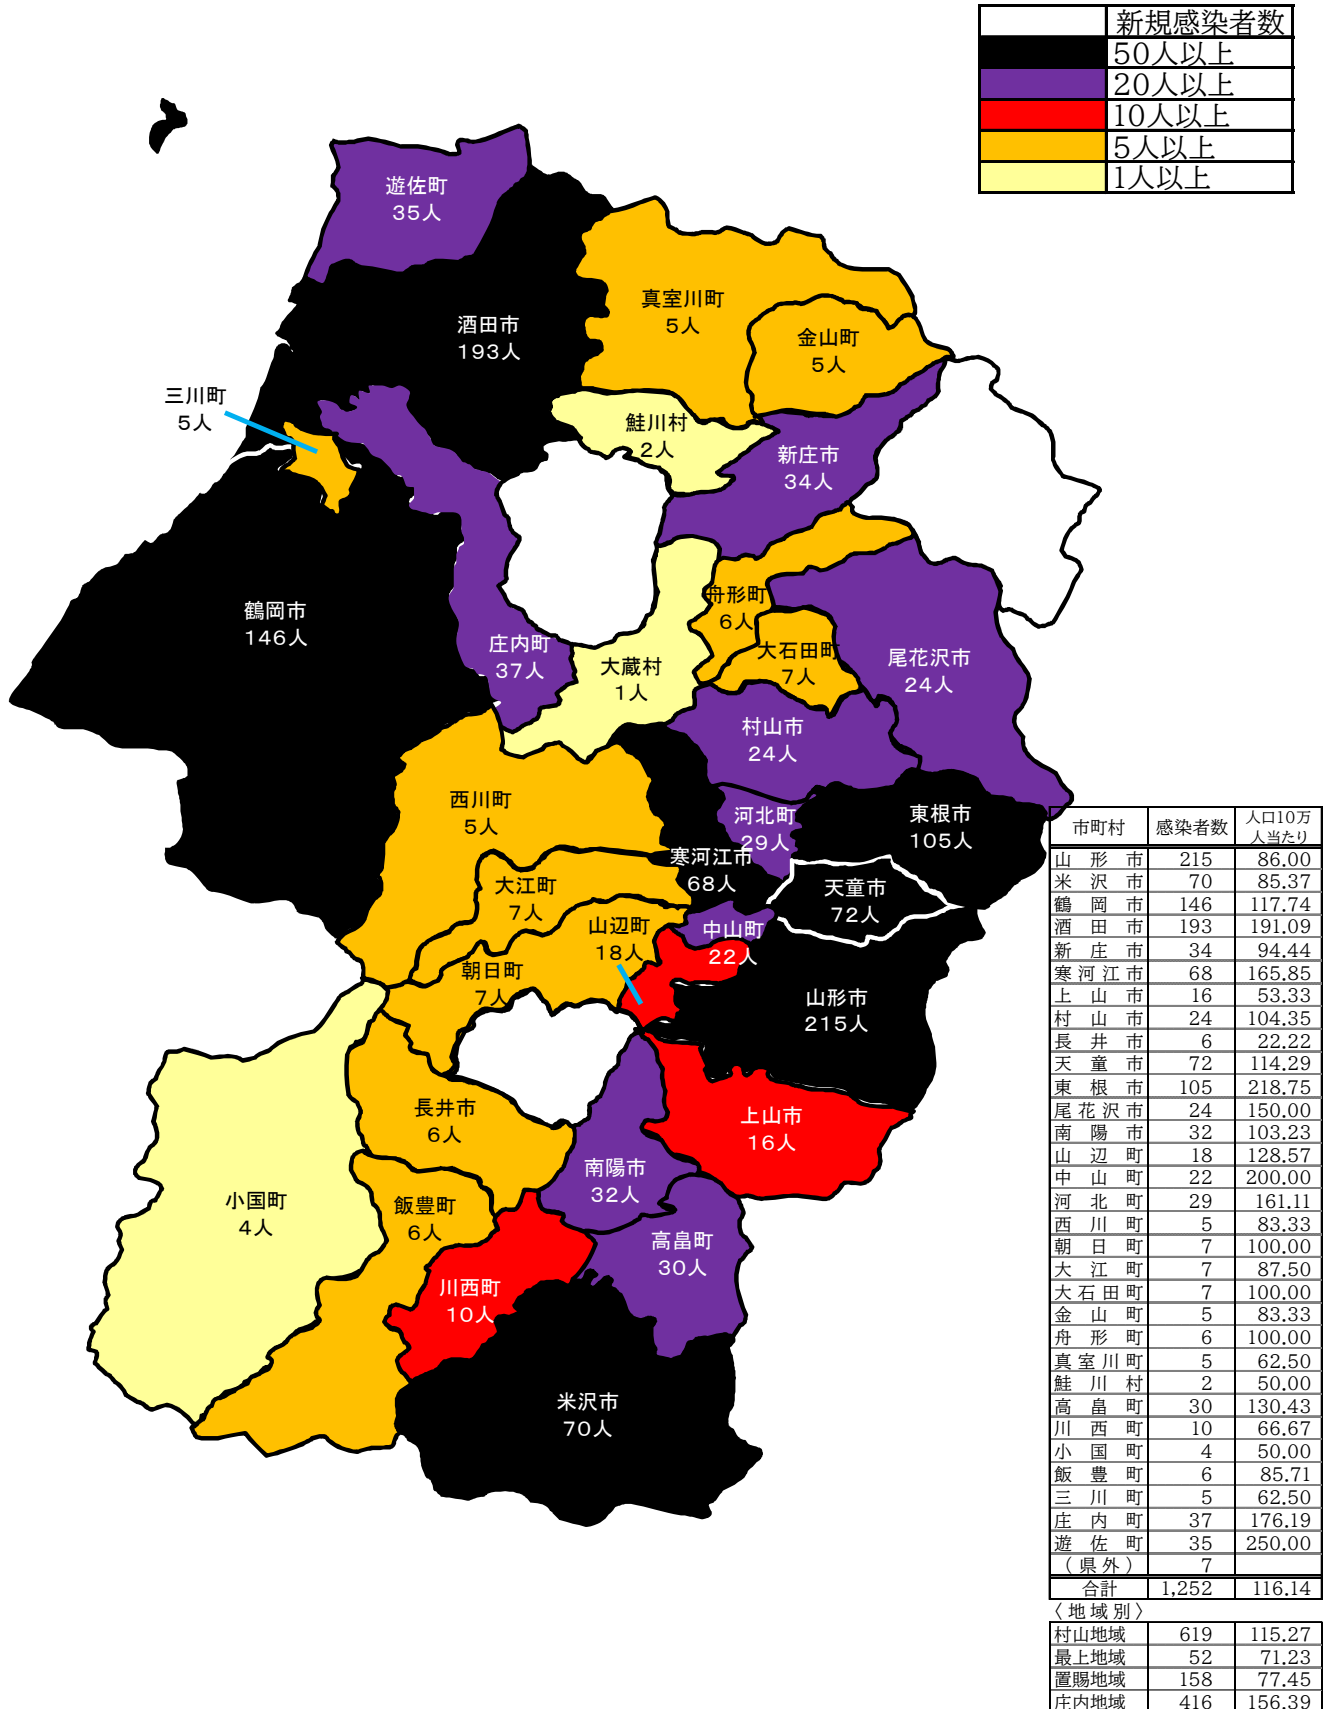 新規感染者数
50人以上
20人以上
10人以上
5人以上
1人以上
遊佐町
35人
酒田市
193人
真室川町
5人
金山町
5人
三川町
5人
鮭川村
2人
新庄市
34人
鶴岡市
146人
庄内町
37人
舟形町
6人
大石田町
7人
大蔵村
1人
尾花沢市
24人
村山市
24人
西川町
5人
河北町
29人
東根市
105人
寒河江市
68人
天童市
72人
大江町
7人
山辺町
18人
中山町
22人
朝日町
7人
山形市
215人
長井市
6人
上山市
16人
南陽市
32人
小国町
4人
飯豊町
6人
高畠町
30人
川西町
10人
米沢市
70人
市町村 感染者数 人口10万
人当たり
山形市 215 86.00
米沢市 70 85.37
鶴岡市 146 117.74
酒田市 193 191.09
新庄市 34 94.44
寒河江市 68 165.85
上山市 16 53.33
村山市 24 104.35
長井市 6 22.22
天童市 72 114.29
東根市 105 218.75
尾花沢市 24 150.00
南陽市 32 103.23
山辺町 18 128.57
中山町 22 200.00
河北町 29 161.11
西川町 5 83.33
朝日町 7 100.00
大江町 7 87.50
大石田町 7 100.00
金山町 5 83.33
舟形町 6 100.00
真室川町 5 62.50
鮭川村 2 50.00
高畠町 30 130.43
川西町 10 66.67
小国町 4 50.00
飯豊町 6 85.71
三川町 5 62.50
庄内町 37 176.19
遊佐町 35 250.00
（県外） 7
合計 1,252 116.14
〈地域別〉
村山地域 619 115.27
最上地域 52 71.23
置賜地域 158 77.45
庄内地域 416 156.39